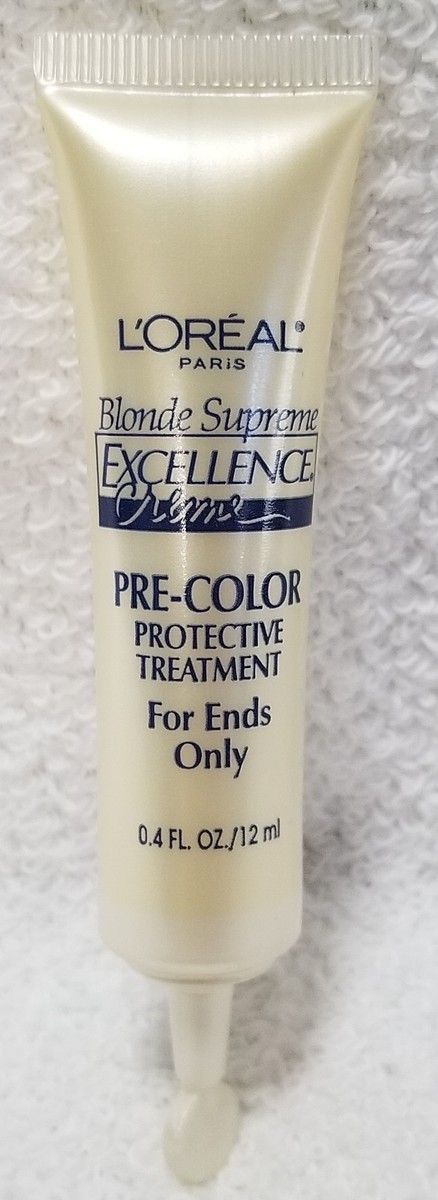 L'ORÉAL®
PARiS
Blonde Supreme
EXCELLENCE®
Crème
PRE-COLOR
PROTECTIVE
TREATMENT
For Ends
Only
0.4 FL. OZ./12 ml